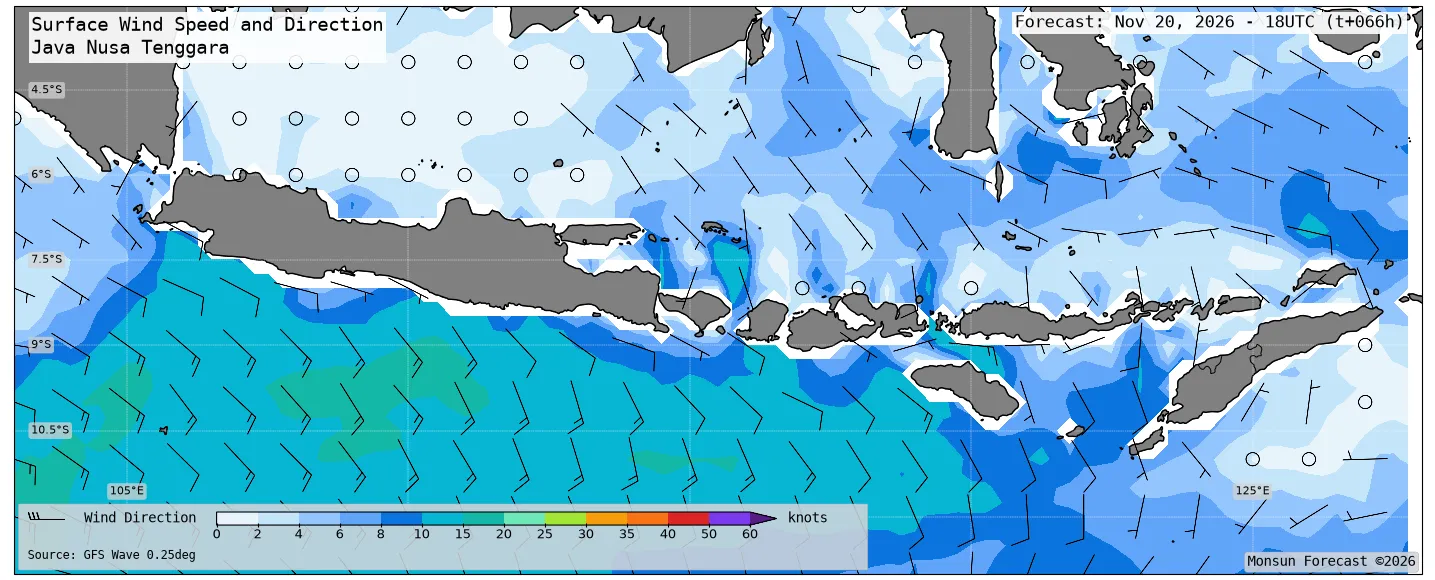 Surface Wind Speed and Direction
Java Nusa Tenggara
Forecast: Nov 20, 2026 - 18UTC (t+066h)
4.5°S
6°S
7.5°S
9°S
10.5°S
105°E
125°E
Wind Direction
0 2 4 6 8 10 15 20 25 30 35 40 50 60
knots
Source: GFS Wave 0.25deg
Monsun Forecast ©2026